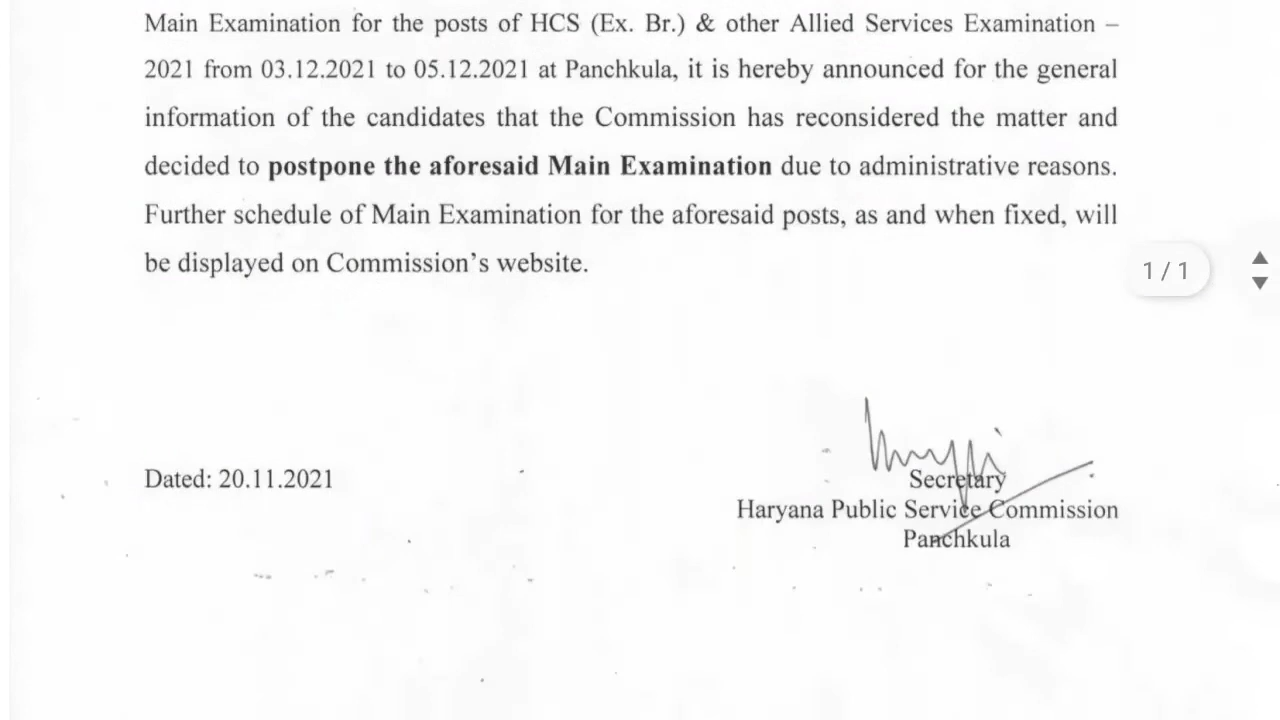 Main Examination for the posts of HCS (Ex. Br.) & other Allied Services Examination –
2021 from 03.12.2021 to 05.12.2021 at Panchkula, it is hereby announced for the general
information of the candidates that the Commission has reconsidered the matter and
decided to postpone the aforesaid Main Examination due to administrative reasons.
Further schedule of Main Examination for the aforesaid posts, as and when fixed, will
be displayed on Commission's website.
1 / 1
Dated: 20.11.2021
Secretary
Haryana Public Service Commission
Panchkula